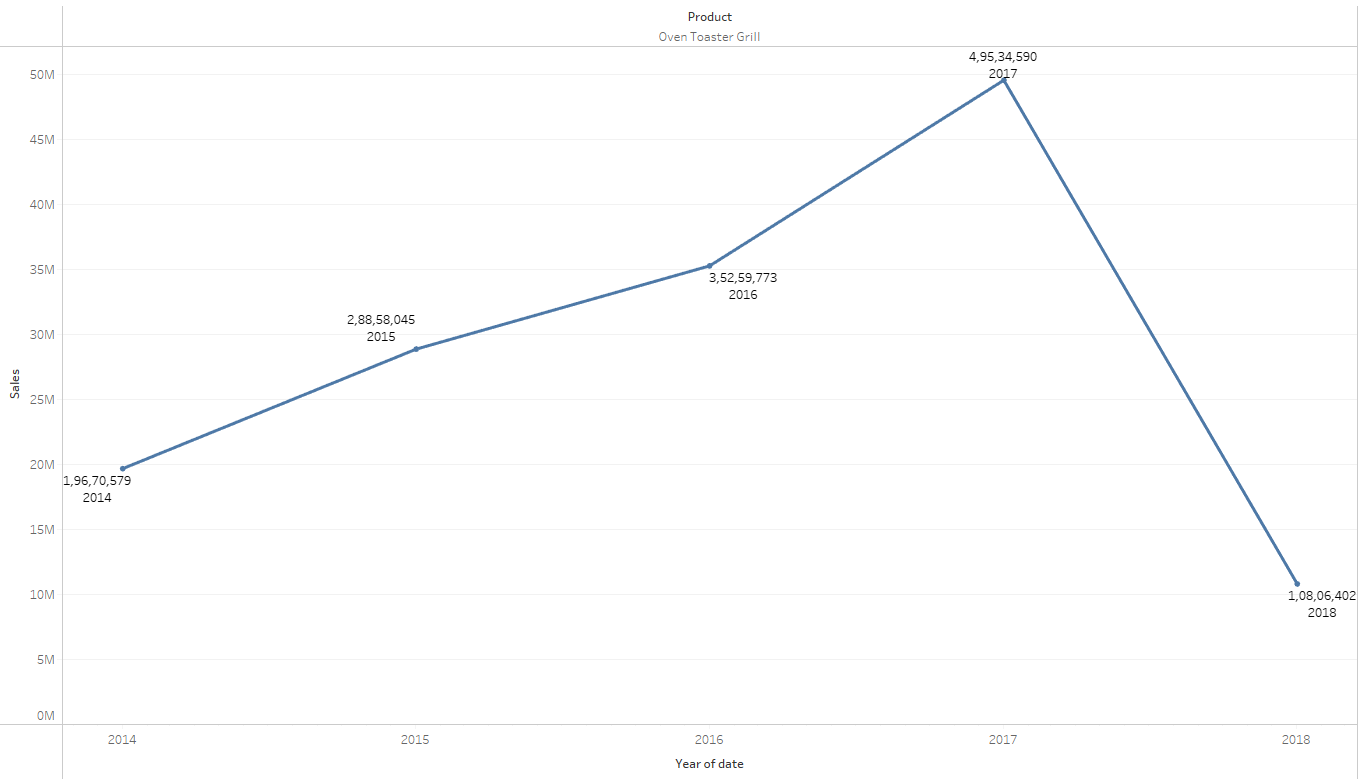 Product
Oven Toaster Grill
50M
45M
40M
35M
30M
25M
20M
15M
10M
5M
0M
Sales
1,96,70,579
2014
2,88,58,045
2015
3,52,59,773
2016
4,95,34,590
2017
1,08,06,402
2018
2014
2015
2016
2017
2018
Year of date